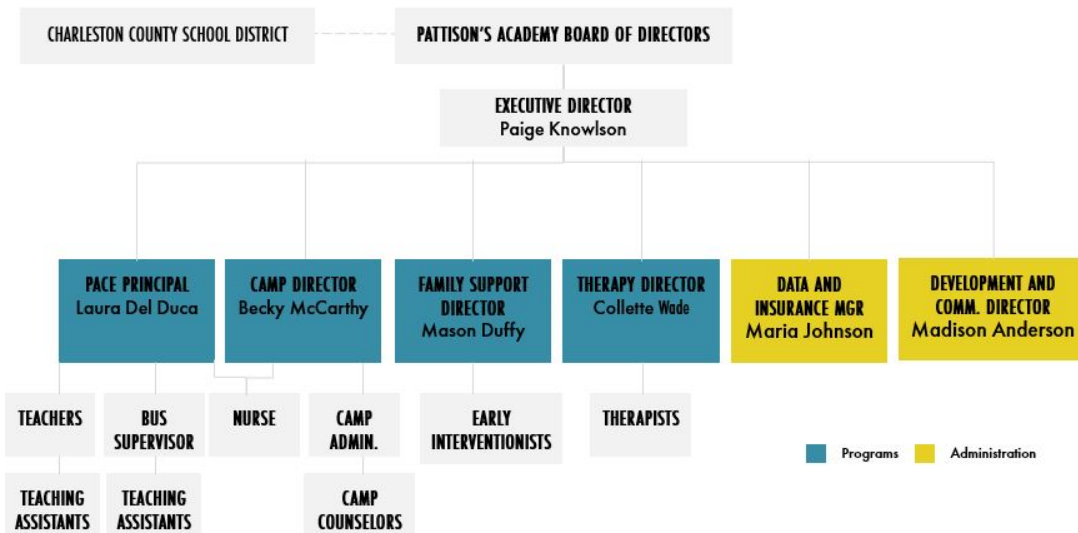 CHARLESTON COUNTY SCHOOL DISTRICT
PATTISON'S ACADEMY BOARD OF DIRECTORS
EXECUTIVE DIRECTOR
Paige Knowlson
PACE PRINCIPAL
Laura Del Duca
CAMP DIRECTOR
Becky McCarthy
FAMILY SUPPORT
DIRECTOR
Mason Duffy
THERAPY DIRECTOR
Collette Wade
DATA AND
INSURANCE MGR
Maria Johnson
DEVELOPMENT AND
COMM. DIRECTOR
Madison Anderson
TEACHERS
BUS
SUPERVISOR
NURSE
CAMP
ADMIN.
EARLY
INTERVENTIONISTS
THERAPISTS
Programs
Administration
TEACHING
ASSISTANTS
TEACHING
ASSISTANTS
CAMP
COUNSELORS